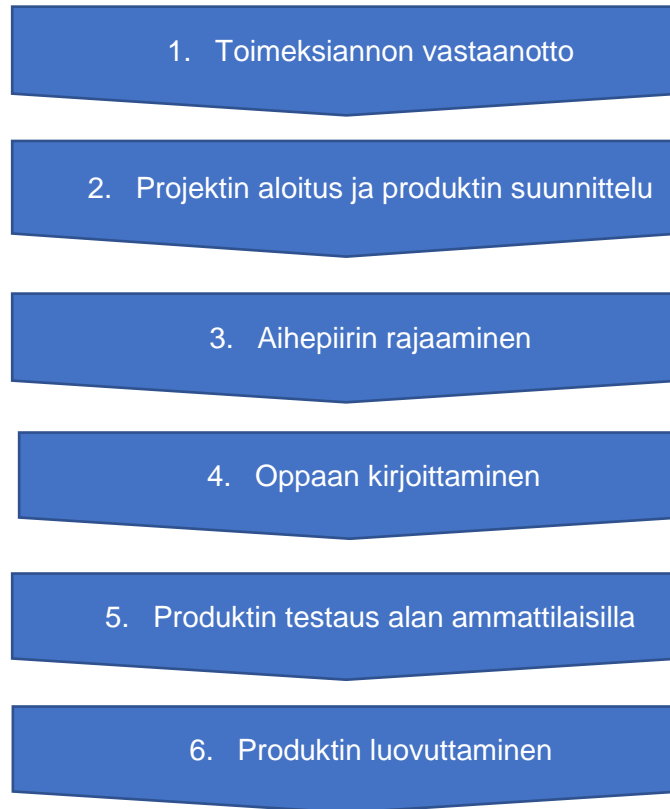 1. Toimeksiannon vastaanotto
2. Projektin aloitus ja produktin suunnittelu
3. Aihepiirin rajaaminen
4. Oppaan kirjoittaminen
5. Produktin testaus alan ammattilaisilla
6. Produktin luovuttaminen